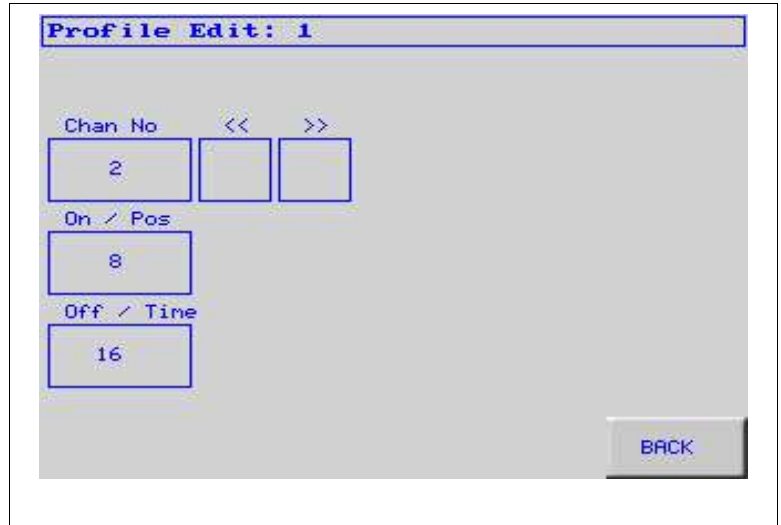 Profile Edit: 1
Chan No << >>
2
On / Pos
8
Off / Time
16
BACK